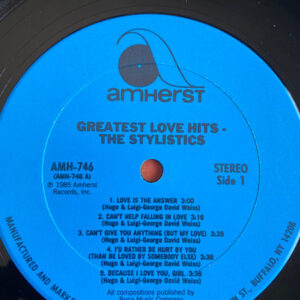 amherst
GREATEST LOVE HITS -
THE STYLISTICS
AMH-746
(AMH-746 A)
℗ 1985 Amherst
Records, Inc.
STEREO
Side 1
1. LOVE IS THE ANSWER 3:00
(Hugo & Luigi-George David Weiss)
2. CAN'T HELP FALLING IN LOVE 3:16
(Hugo & Luigi-George David Weiss)
3. CAN'T GIVE YOU ANYTHING (BUT MY LOVE) 3:35
(Hugo & Luigi-George David Weiss)
4. I'D RATHER BE HURT BY YOU
(THAN BE LOVED BY SOMEBODY ELSE) 3:35
(Hugo & Luigi-George David Weiss)
5. BECAUSE I LOVE YOU, GIRL 3:36
(Hugo & Luigi-George David Weiss)
All compositions published by
MANUFACTURED AND MARK
ST., BUFFALO, NY 14208